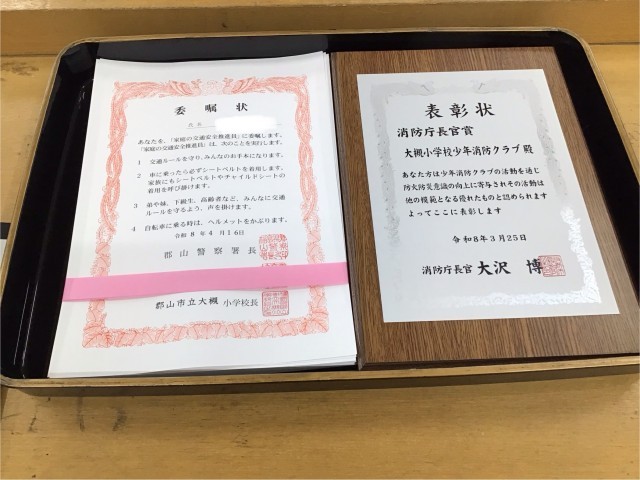 委嘱状
氏名
あなたを、「家庭の交通安全推進員」に委嘱します。
「家庭の交通安全推進員」は、次のことを実行します。
1 交通ルールを守り、みんなのお手本になります。
2 車に乗ったら必ずシートベルトを着用します。
家族にもシートベルトやチャイルドシートの
着用を呼び掛けます。
3 弟や妹、下級生、高齢者など、みんなに交通
ルールを守るよう、声を掛けます。
4 自転車に乗る時は、ヘルメットをかぶります。
令和8年4月16日
郡山警察署長
郡山市立大槻小学校長
表彰状
消防庁長官賞
大槻小学校少年消防クラブ 殿
あなた方は少年消防クラブの活動を通じ
防火防災意識の向上に寄与されその活動は
他の模範となる優れたものと認められます
よってここに表彰します
令和8年3月25日
消防庁長官 大沢 博